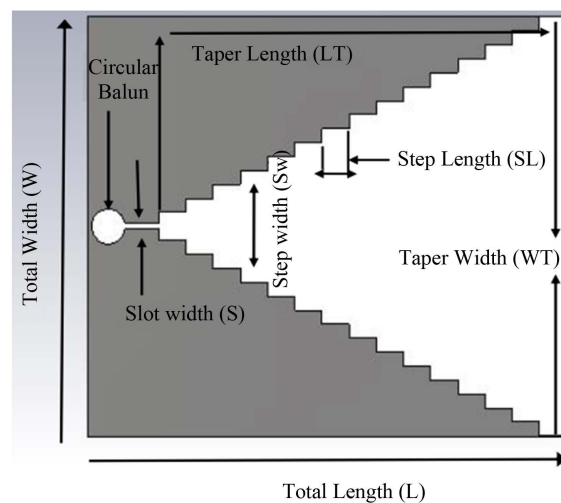 Taper Length (LT)
Circular
Balun
Step Length (SL)
Step width (Sw)
Total Width (W)
Taper Width (WT)
Slot width (S)
Total Length (L)